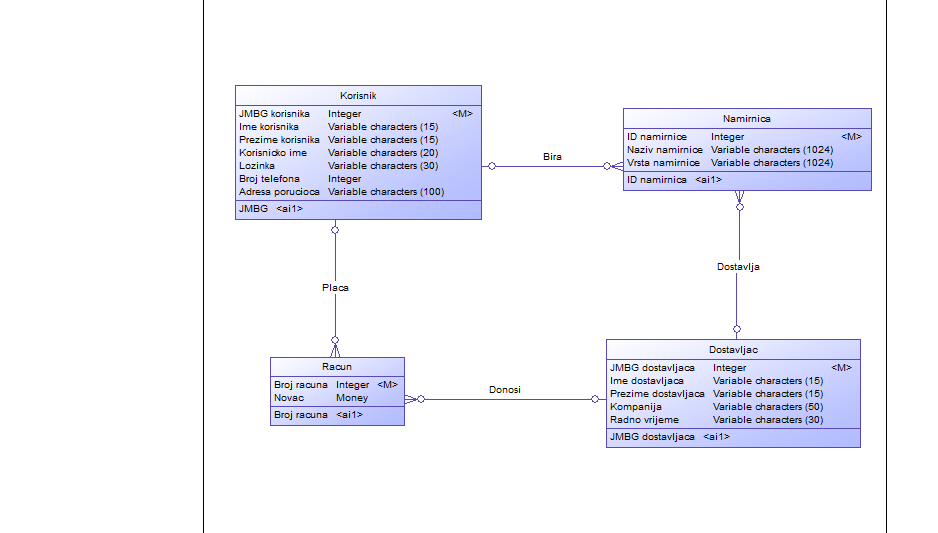 Korisnik
JMBG korisnika Integer <M>
Ime korisnika Variable characters (15)
Prezime korisnika Variable characters (15)
Korisnicko ime Variable characters (20)
Lozinka Variable characters (30)
Broj telefona Integer
Adresa porucioca Variable characters (100)
JMBG <ai1>
Bira
Namirnica
ID namirnice Integer <M>
Naziv namirnice Variable characters (1024)
Vrsta namirnice Variable characters (1024)
ID namirnica <ai1>
Placa
Dostavlja
Racun
Broj racuna Integer <M>
Novac Money
Broj racuna <ai1>
Donosi
Dostavljac
JMBG dostavljaca Integer <M>
Ime dostavljaca Variable characters (15)
Prezime dostavljaca Variable characters (15)
Kompanija Variable characters (50)
Radno vrijeme Variable characters (30)
JMBG dostavljaca <ai1>